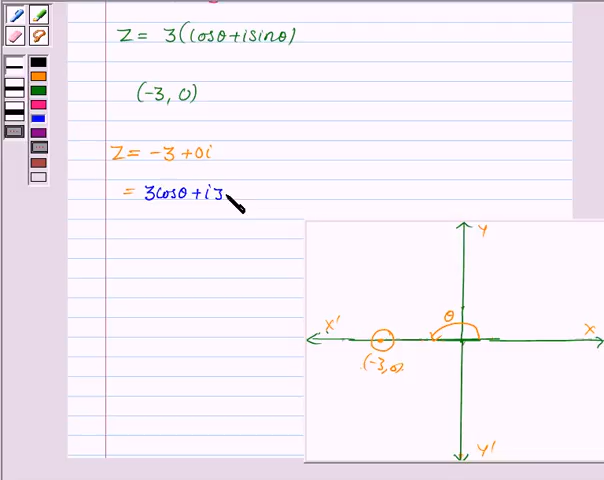 Z = 3(cosθ+isinθ)
(-3, 0)
Z = -3 + 0i
= 3cosθ + i3
Y
θ
X' X
(-3, 0)
Y'